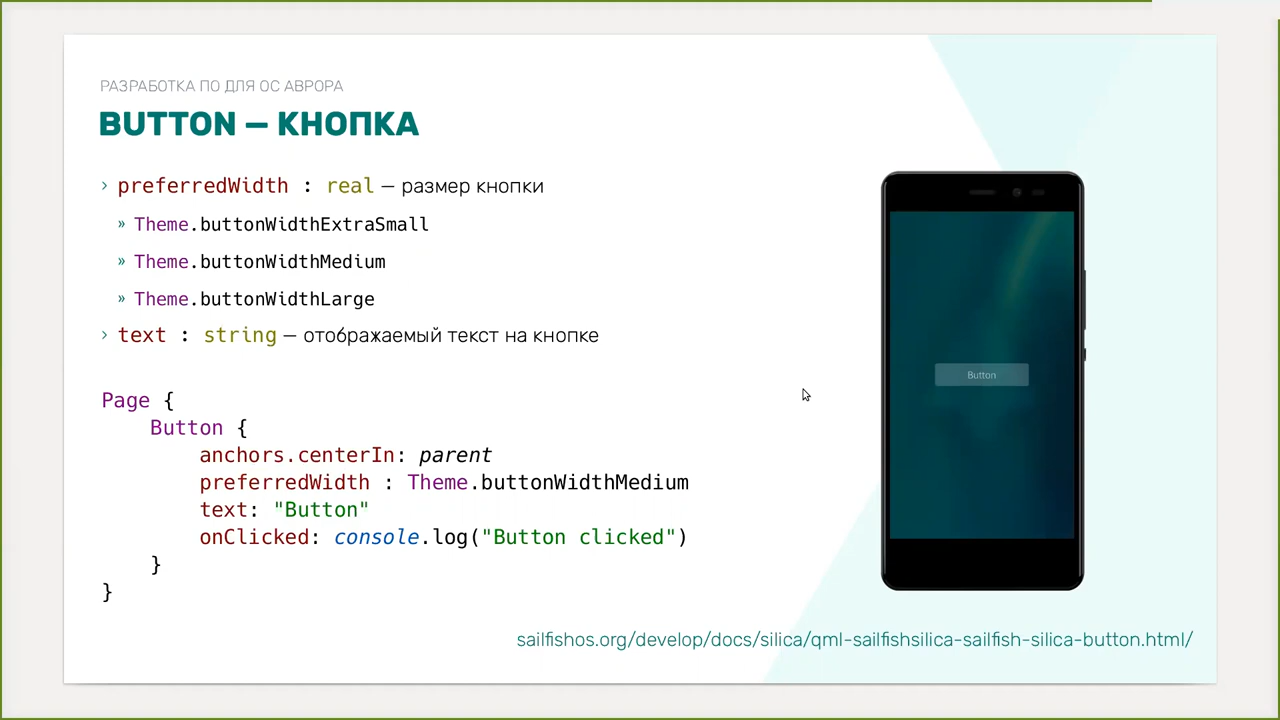 РАЗРАБОТКА ПО ДЛЯ ОС АВРОРА
BUTTON — КНОПКА
› preferredWidth : real — размер кнопки
» Theme.buttonWidthExtraSmall
» Theme.buttonWidthMedium
» Theme.buttonWidthLarge
› text : string — отображаемый текст на кнопке
Page {
    Button {
        anchors.centerIn: parent
        preferredWidth : Theme.buttonWidthMedium
        text: "Button"
        onClicked: console.log("Button clicked")
    }
}
Button
sailfishos.org/develop/docs/silica/qml-sailfishsilica-sailfish-silica-button.html/